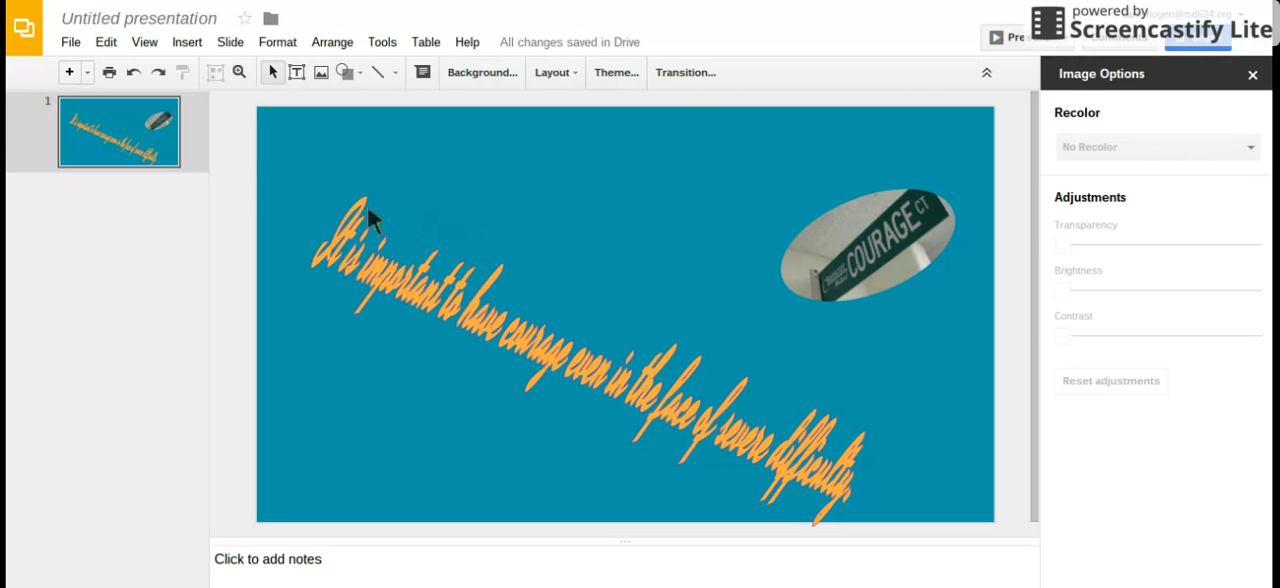 Untitled presentation
powered by
Screencastify Lite
File Edit View Insert Slide Format Arrange Tools Table Help All changes saved in Drive
Background... Layout Theme... Transition...
Image Options
1
Recolor
No Recolor
Adjustments
Transparency
Brightness
Contrast
Reset adjustments
COURAGE CT
It is important to have courage even in the face of severe difficulty.
Click to add notes